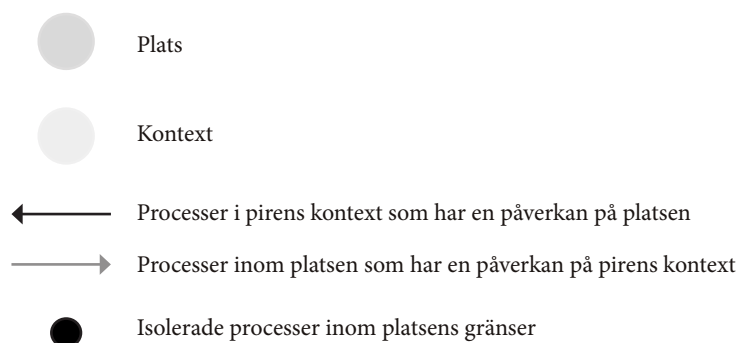 Plats
Kontext
Processer i pirens kontext som har en påverkan på platsen
Processer inom platsen som har en påverkan på pirens kontext
Isolerade processer inom platsens gränser